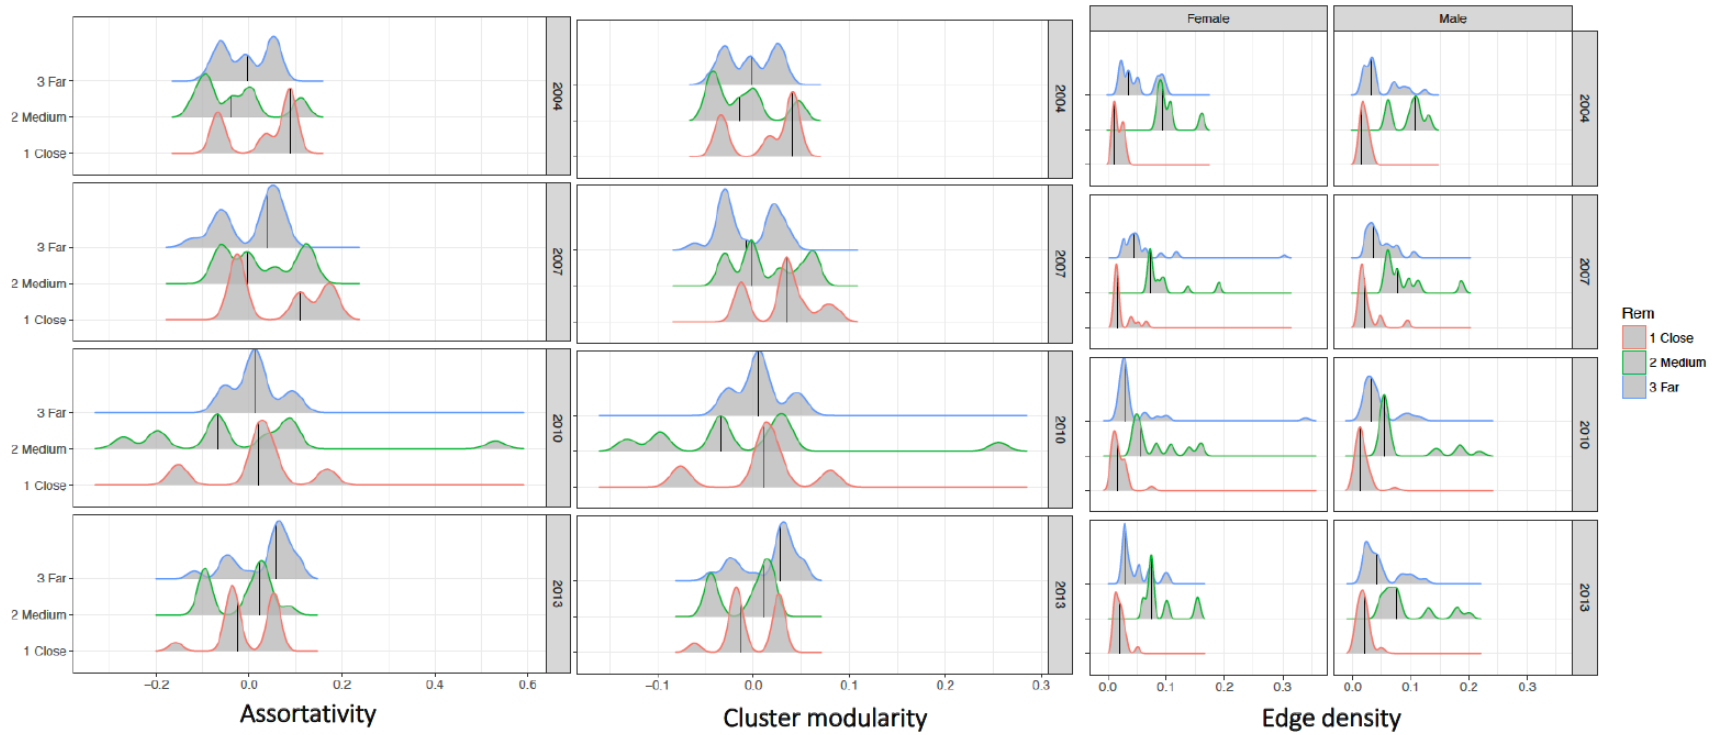 Female
Male
3 Far
2 Medium
1 Close
2004
2004
2004
3 Far
2 Medium
1 Close
2007
2007
2007
Rem
1 Close
2 Medium
3 Far
3 Far
2 Medium
1 Close
2010
2010
2010
3 Far
2 Medium
1 Close
2013
2013
2013
−0.2 0.0 0.2 0.4 0.6
−0.1 0.0 0.1 0.2 0.3
0.0 0.1 0.2 0.3
0.0 0.1 0.2 0.3
Assortativity
Cluster modularity
Edge density